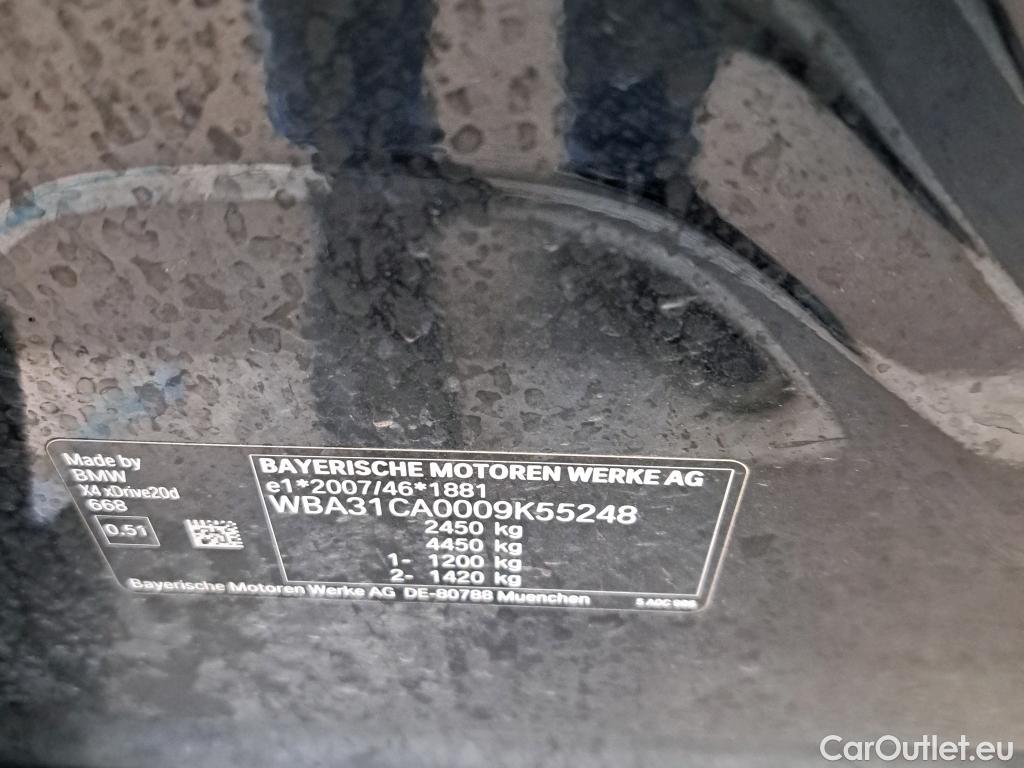 Made by
BMW
X4 xDrive20d
668
0.51
BAYERISCHE MOTOREN WERKE AG
e1*2007/46*1881
WBA31CA0009K55248
2450 kg
4450 kg
1- 1200 kg
2- 1420 kg
Bayerische Motoren Werke AG DE-80788 Muenchen
CarOutlet.eu